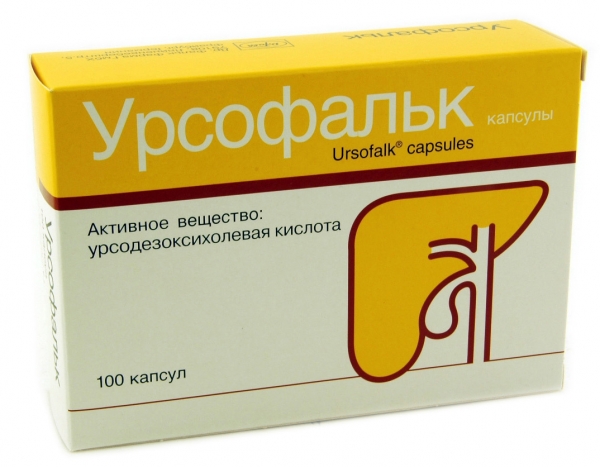 Урсофальк
Урсофальк капсулы
Ursofalk® capsules
Активное вещество:
урсодезоксихолевая кислота
100 капсул
Урсофальк